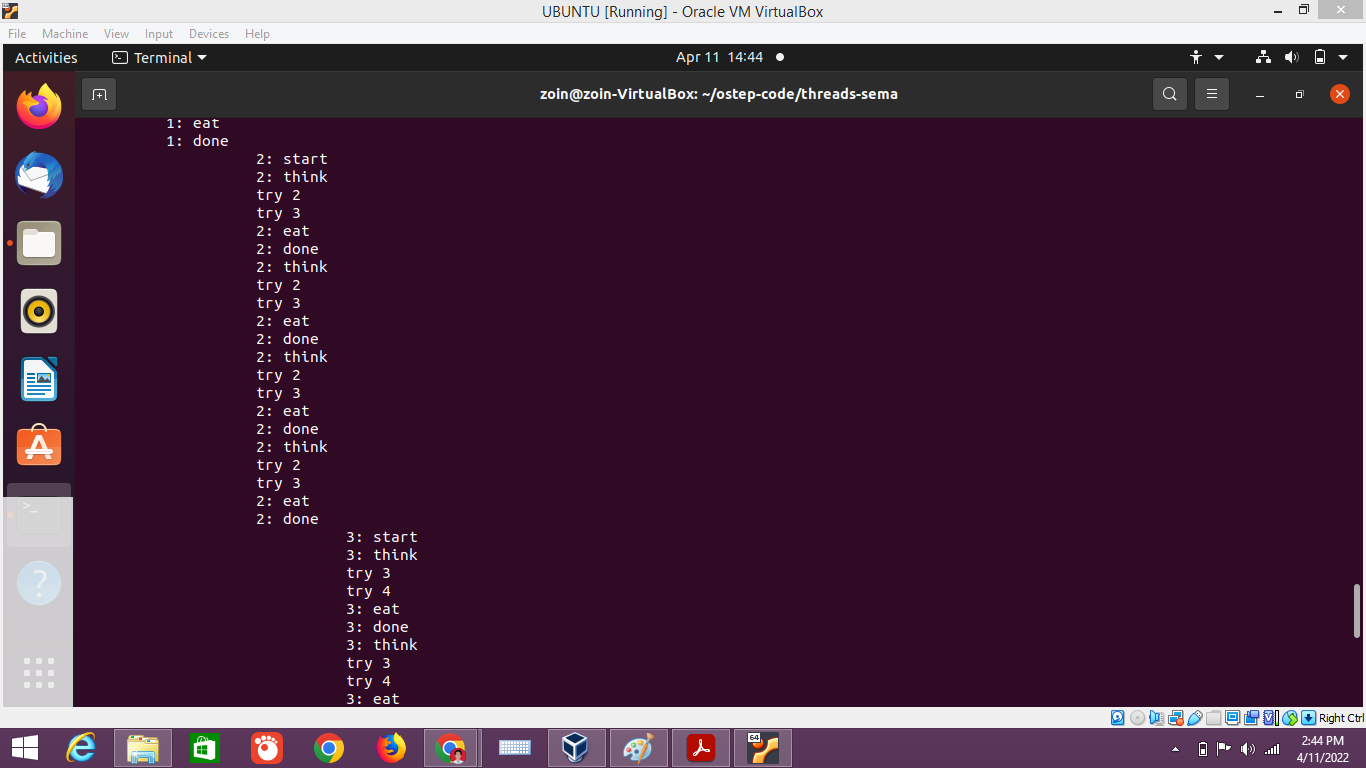 UBUNTU [Running] - Oracle VM VirtualBox
File Machine View Input Devices Help
Activities Terminal Apr 11 14:44
zoin@zoin-VirtualBox: ~/ostep-code/threads-sema
1: eat
1: done
2: start
2: think
try 2
try 3
2: eat
2: done
2: think
try 2
try 3
2: eat
2: done
2: think
try 2
try 3
2: eat
2: done
2: think
try 2
try 3
2: eat
2: done
3: start
3: think
try 3
try 4
3: eat
3: done
3: think
try 3
try 4
3: eat
Right Ctrl
64
2:44 PM
4/11/2022